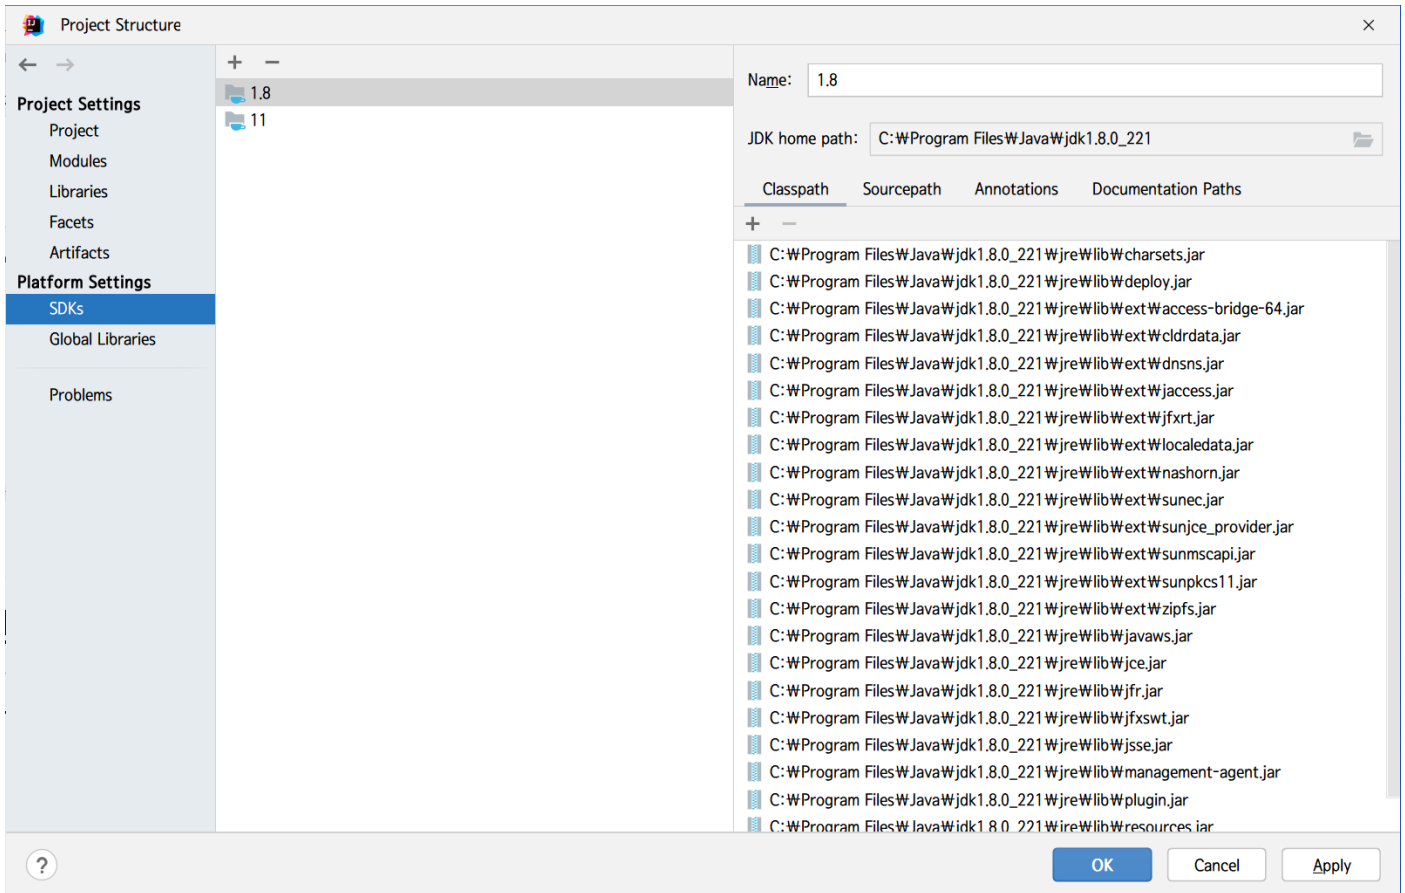 Project Structure
Project Settings
Project
Modules
Libraries
Facets
Artifacts
Platform Settings
SDKs
Global Libraries
Problems
1.8
11
Name: 1.8
JDK home path: C:₩Program Files₩Java₩jdk1.8.0_221
Classpath Sourcepath Annotations Documentation Paths
C:₩Program Files₩Java₩jdk1.8.0_221₩jre₩lib₩charsets.jar
C:₩Program Files₩Java₩jdk1.8.0_221₩jre₩lib₩deploy.jar
C:₩Program Files₩Java₩jdk1.8.0_221₩jre₩lib₩ext₩access-bridge-64.jar
C:₩Program Files₩Java₩jdk1.8.0_221₩jre₩lib₩ext₩cldrdata.jar
C:₩Program Files₩Java₩jdk1.8.0_221₩jre₩lib₩ext₩dnsns.jar
C:₩Program Files₩Java₩jdk1.8.0_221₩jre₩lib₩ext₩jaccess.jar
C:₩Program Files₩Java₩jdk1.8.0_221₩jre₩lib₩ext₩jfxrt.jar
C:₩Program Files₩Java₩jdk1.8.0_221₩jre₩lib₩ext₩localedata.jar
C:₩Program Files₩Java₩jdk1.8.0_221₩jre₩lib₩ext₩nashorn.jar
C:₩Program Files₩Java₩jdk1.8.0_221₩jre₩lib₩ext₩sunec.jar
C:₩Program Files₩Java₩jdk1.8.0_221₩jre₩lib₩ext₩sunjce_provider.jar
C:₩Program Files₩Java₩jdk1.8.0_221₩jre₩lib₩ext₩sunmscapi.jar
C:₩Program Files₩Java₩jdk1.8.0_221₩jre₩lib₩ext₩sunpkcs11.jar
C:₩Program Files₩Java₩jdk1.8.0_221₩jre₩lib₩ext₩zipfs.jar
C:₩Program Files₩Java₩jdk1.8.0_221₩jre₩lib₩javaws.jar
C:₩Program Files₩Java₩jdk1.8.0_221₩jre₩lib₩jce.jar
C:₩Program Files₩Java₩jdk1.8.0_221₩jre₩lib₩jfr.jar
C:₩Program Files₩Java₩jdk1.8.0_221₩jre₩lib₩jfxswt.jar
C:₩Program Files₩Java₩jdk1.8.0_221₩jre₩lib₩jsse.jar
C:₩Program Files₩Java₩jdk1.8.0_221₩jre₩lib₩management-agent.jar
C:₩Program Files₩Java₩jdk1.8.0_221₩jre₩lib₩plugin.jar
C:₩Program Files₩Java₩jdk1.8.0_221₩jre₩lib₩resources.jar
? OK Cancel Apply